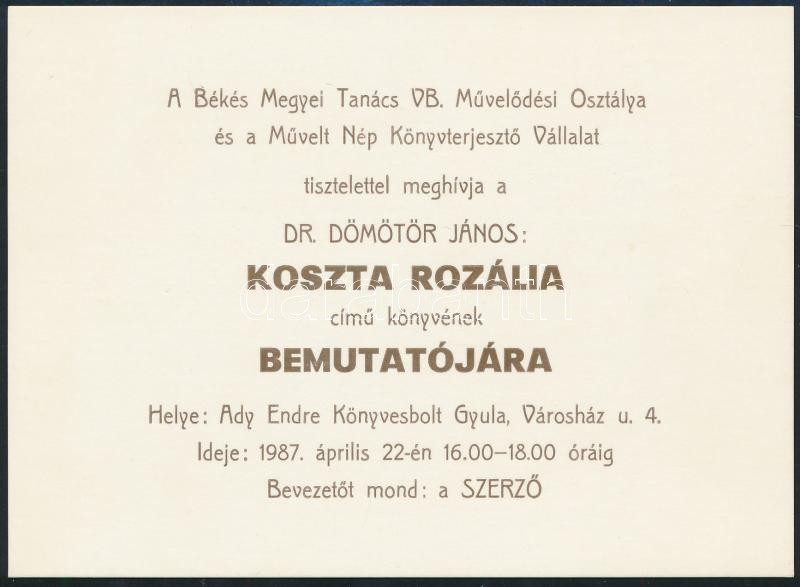 A Békés Megyei Tanács VB. Művelődési Osztálya
és a Művelt Nép Könyvterjesztő Vállalat
tisztelettel meghívja a
DR. DÖMÖTÖR JÁNOS:
KOSZTA ROZÁLIA
darabanth
című könyvének
BEMUTATÓJÁRA
Helye: Ady Endre Könyvesbolt Gyula, Városház u. 4.
Ideje: 1987. április 22-én 16.00–18.00 óráig
Bevezetőt mond: a SZERZŐ